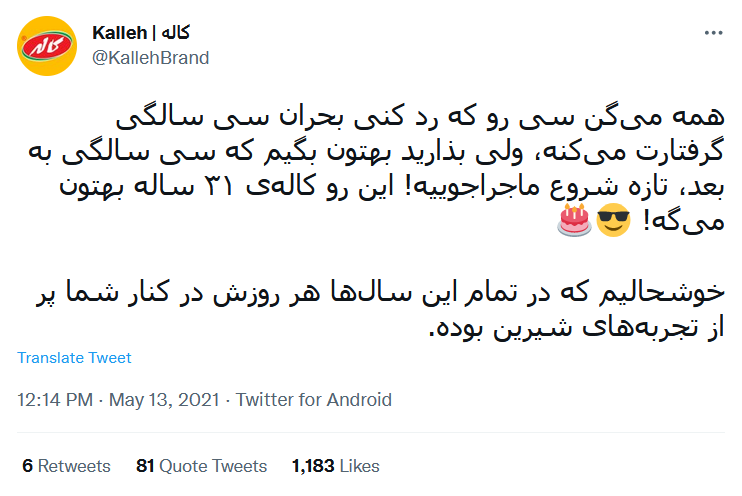 Kalleh | کاله
@KallehBrand
کاله
همه می‌گن سی رو که رد کنی بحران سی سالگی
گرفتارت می‌کنه، ولی بذارید بهتون بگیم که سی سالگی به
بعد، تازه شروع ماجراجوییه! این رو کاله‌ی ۳۱ ساله بهتون
می‌گه! 😎🎂
خوشحالیم که در تمام این سال‌ها هر روزش در کنار شما پر
از تجربه‌های شیرین بوده.
Translate Tweet
12:14 PM · May 13, 2021 · Twitter for Android
6 Retweets 81 Quote Tweets 1,183 Likes